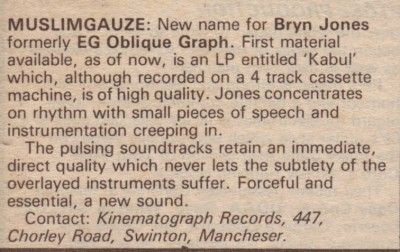 MUSLIMGAUZE: New name for Bryn Jones
formerly EG Oblique Graph. First material
available, as of now, is an LP entitled ‘Kabul’
which, although recorded on a 4 track cassette
machine, is of high quality. Jones concentrates
on rhythm with small pieces of speech and
instrumentation creeping in.
The pulsing soundtracks retain an immediate,
direct quality which never lets the subtlety of the
overlayed instruments suffer. Forceful and
essential, a new sound.
Contact: Kinematograph Records, 447,
Chorley Road, Swinton, Mancheser.